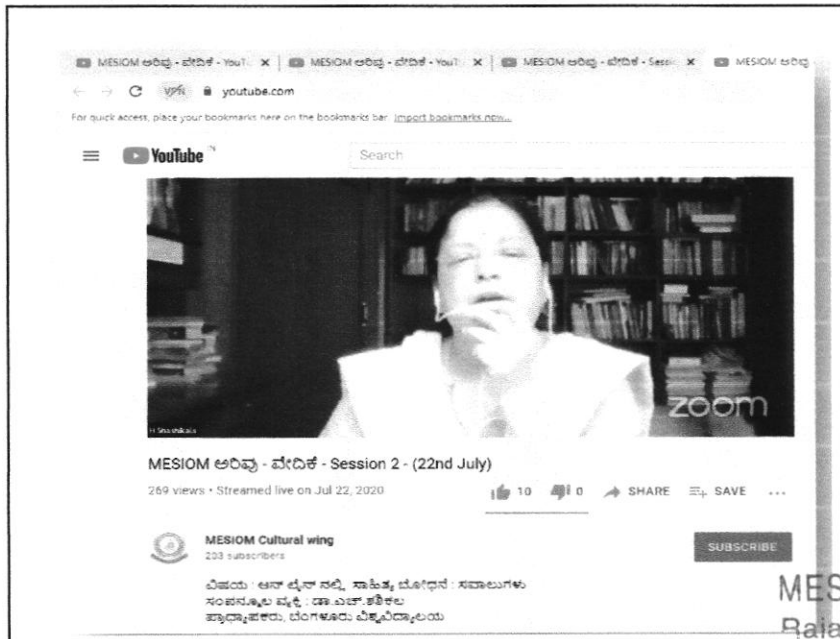 MESIOM ಅರಿವು - ವೇದಿಕೆ - YouT
MESIOM ಅರಿವು - ವೇದಿಕೆ - YouT
MESIOM ಅರಿವು - ವೇದಿಕೆ - Sessi
MESIOM ಅರಿವು
VPN youtube.com
For quick access, place your bookmarks here on the bookmarks bar. Import bookmarks now...
YouTube IN
Search
H Shashikala
zoom
MESIOM ಅರಿವು - ವೇದಿಕೆ - Session 2 - (22nd July)
269 views • Streamed live on Jul 22, 2020
10 0 SHARE SAVE
MESIOM Cultural wing
203 subscribers
SUBSCRIBE
ವಿಷಯ : ಆನ್ ಲೈನ್ ನಲ್ಲಿ ಸಾಹಿತ್ಯ ಬೋಧನೆ : ಸವಾಲುಗಳು
ಸಂಪನ್ಮೂಲ ವ್ಯಕ್ತಿ : ಡಾ.ಎಚ್.ಶಶಿಕಲ
ಪ್ರಾಧ್ಯಾಪಕರು, ಬೆಂಗಳೂರು ವಿಶ್ವವಿದ್ಯಾಲಯ
MES
Raja